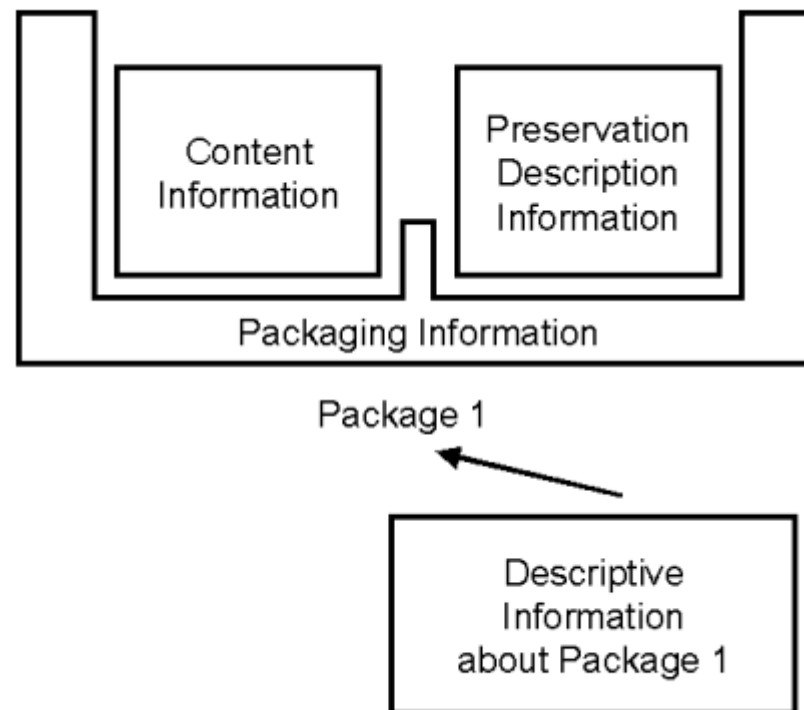 Content
Information
Preservation
Description
Information
Packaging Information
Package 1
Descriptive
Information
about Package 1